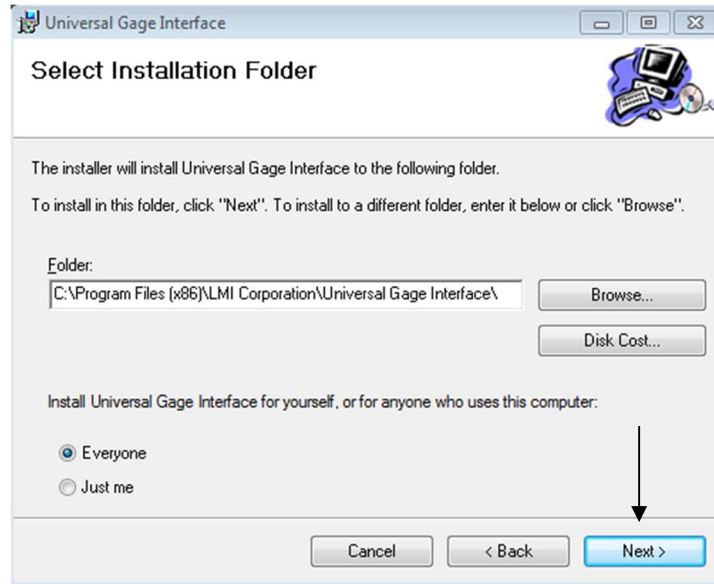 Universal Gage Interface
Select Installation Folder
The installer will install Universal Gage Interface to the following folder.
To install in this folder, click "Next". To install to a different folder, enter it below or click "Browse".
Folder:
C:\Program Files (x86)\LMI Corporation\Universal Gage Interface\
Browse...
Disk Cost...
Install Universal Gage Interface for yourself, or for anyone who uses this computer:
Everyone
Just me
Cancel
< Back
Next >